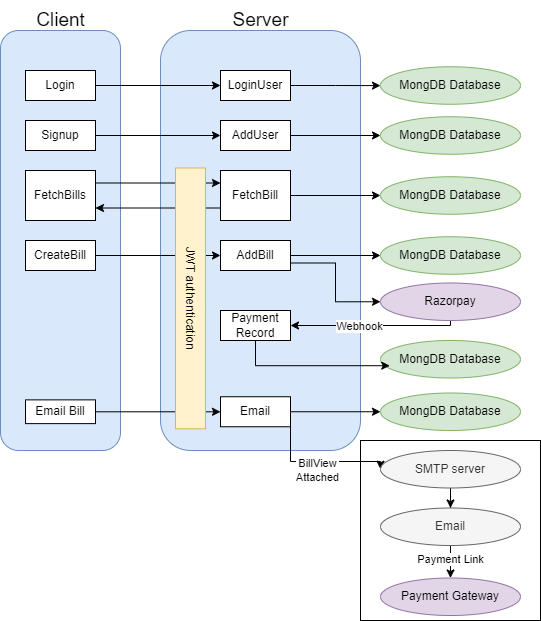 Client
Server
Login
LoginUser
MongDB Database
Signup
AddUser
MongDB Database
FetchBills
FetchBill
MongDB Database
JWT authentication
CreateBill
AddBill
MongDB Database
Razorpay
Payment
Record
Webhook
MongDB Database
Email Bill
Email
MongDB Database
BillView
Attached
SMTP server
Email
Payment Link
Payment Gateway